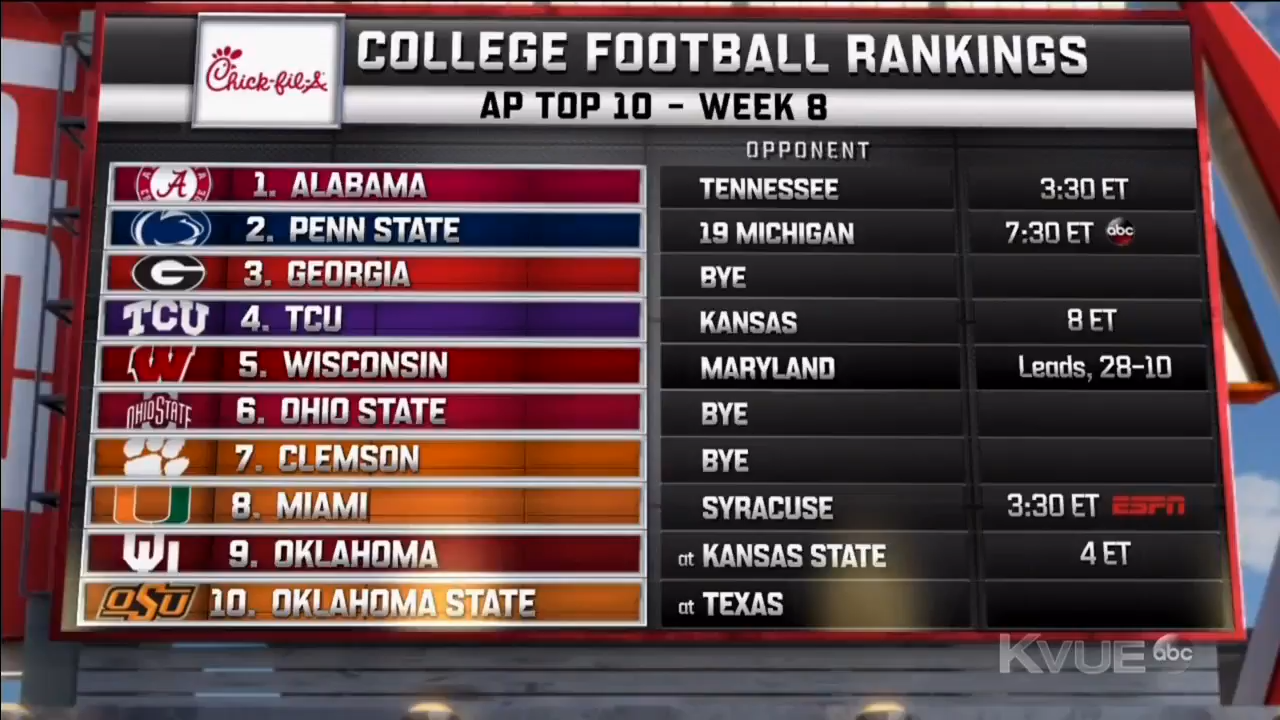 Chick-fil-A
COLLEGE FOOTBALL RANKINGS
AP TOP 10 - WEEK 8
OPPONENT
A 1. ALABAMA TENNESSEE 3:30 ET
2. PENN STATE 19 MICHIGAN 7:30 ET abc
G 3. GEORGIA BYE
TCU 4. TCU KANSAS 8 ET
W 5. WISCONSIN MARYLAND Leads, 28-10
OHIO STATE 6. OHIO STATE BYE
7. CLEMSON BYE
U 8. MIAMI SYRACUSE 3:30 ET ESPN
9. OKLAHOMA at KANSAS STATE 4 ET
OSU 10. OKLAHOMA STATE at TEXAS
KVUE abc